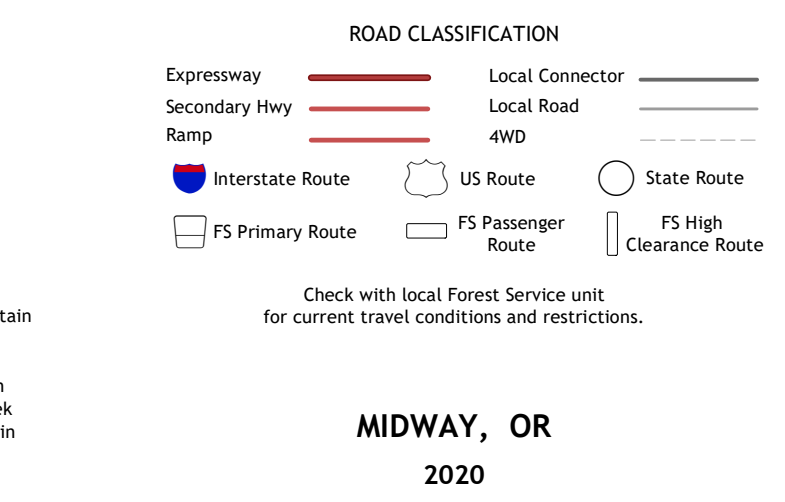 ROAD CLASSIFICATION
Expressway
Local Connector
Secondary Hwy
Local Road
Ramp
4WD
Interstate Route
US Route
State Route
FS Primary Route
FS Passenger
Route
FS High
Clearance Route
Check with local Forest Service unit
for current travel conditions and restrictions.
MIDWAY, OR
2020